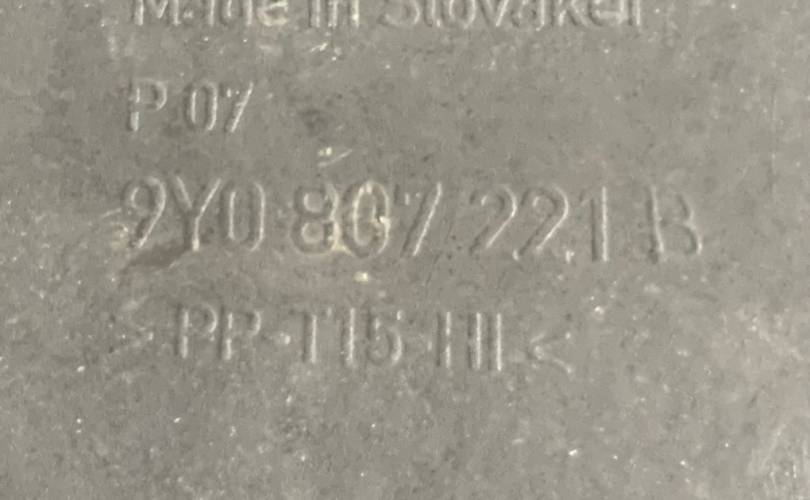 Made in Slovakei
P 07
9Y0 807 221 B
> PP-T15-HI <